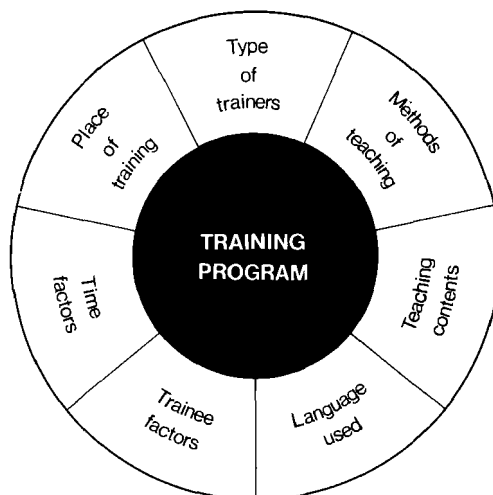 Type
of
trainers
Methods
of
teaching
Teaching
contents
Language
used
Trainee
factors
Time
factors
Place
of
training
TRAINING
PROGRAM